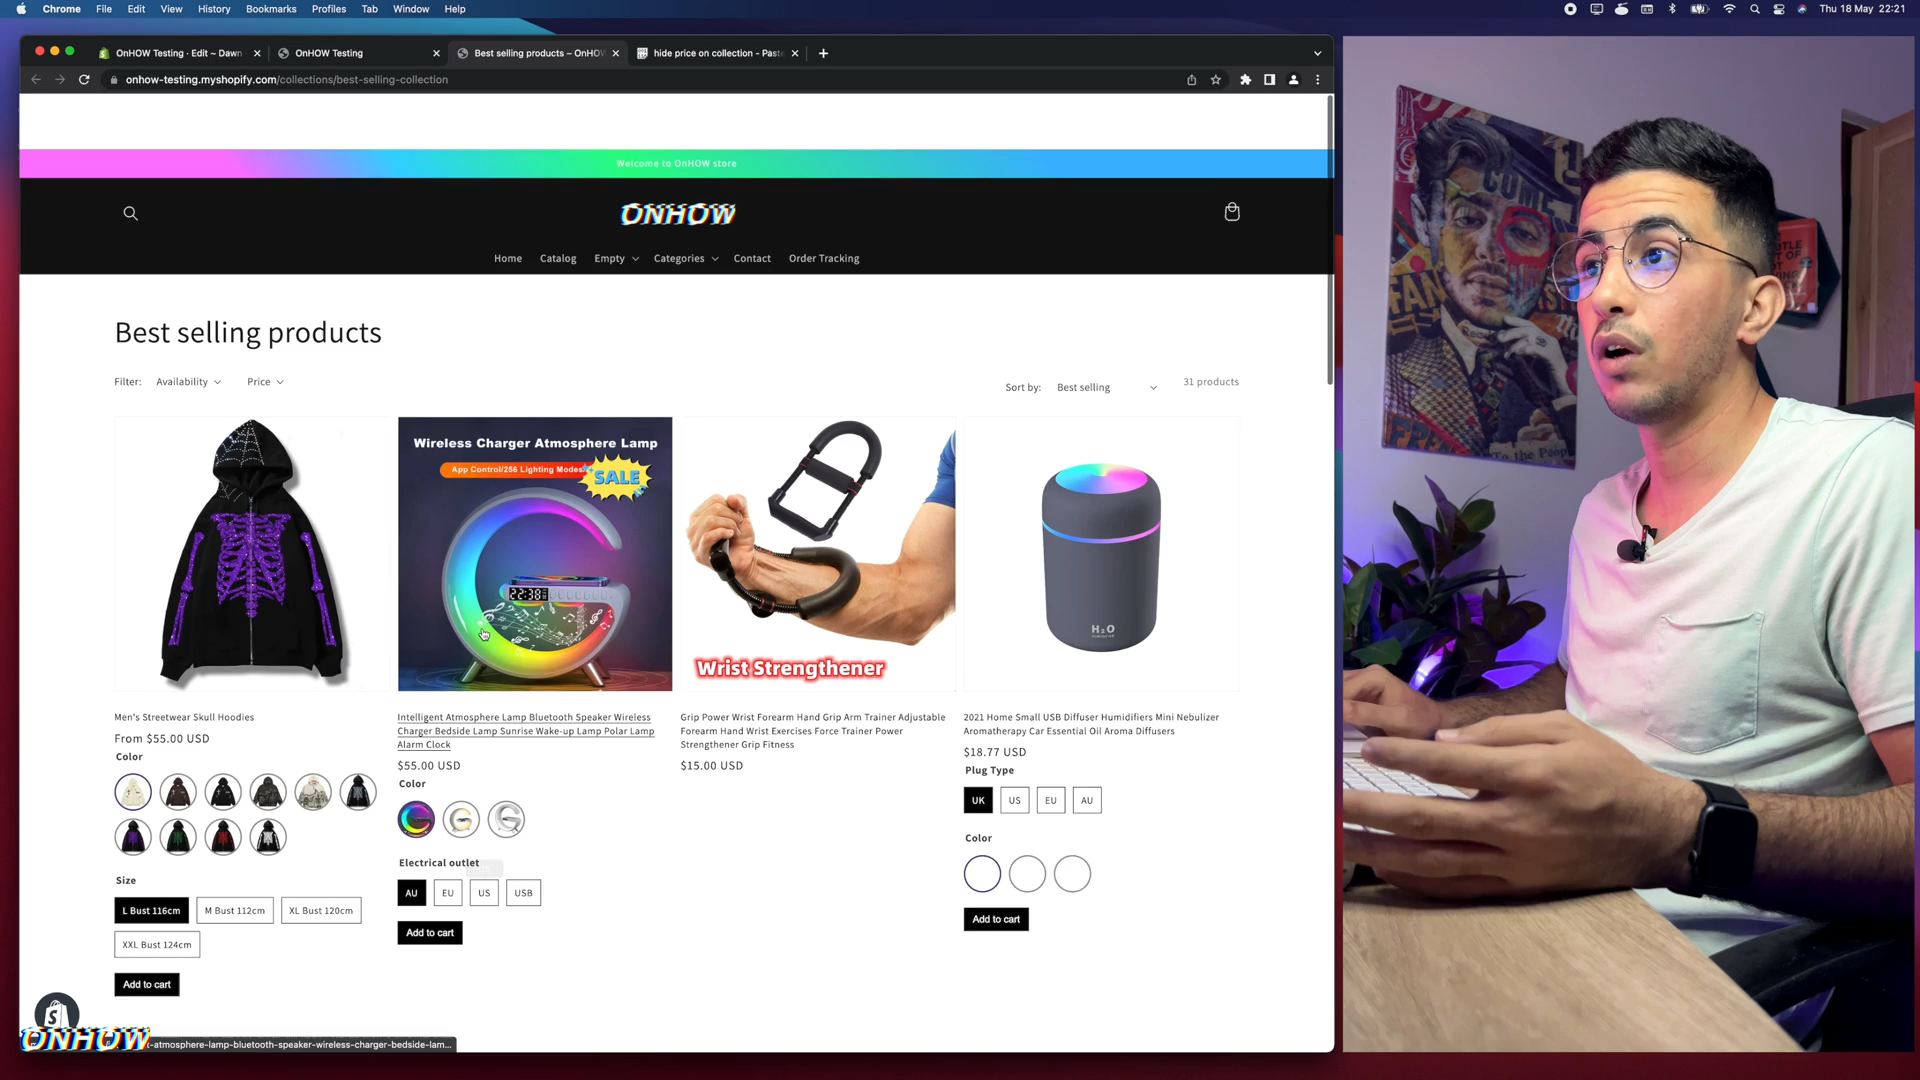 Chrome File Edit View History Bookmarks Profiles Tab Window Help
Thu 18 May 22:21
OnHOW Testing · Edit ~ Dawn
OnHOW Testing
Best selling products – OnHOW
hide price on collection - Paste
onhow-testing.myshopify.com/collections/best-selling-collection
Welcome to OnHOW store
ONHOW
Home Catalog Empty Categories Contact Order Tracking
Best selling products
Filter: Availability Price
Sort by: Best selling 31 products
Wireless Charger Atmosphere Lamp
App Control/256 Lighting Modes
SALE
22:38
Wrist Strengthener
H₂O
HUMIDIFIER
Men's Streetwear Skull Hoodies
From $55.00 USD
Color
Size
L Bust 116cm M Bust 112cm XL Bust 120cm
XXL Bust 124cm
Add to cart
Intelligent Atmosphere Lamp Bluetooth Speaker Wireless
Charger Bedside Lamp Sunrise Wake-up Lamp Polar Lamp
Alarm Clock
$55.00 USD
Color
Electrical outlet
AU EU US USB
Add to cart
Grip Power Wrist Forearm Hand Grip Arm Trainer Adjustable
Forearm Hand Wrist Exercises Force Trainer Power
Strengthener Grip Fitness
$15.00 USD
2021 Home Small USB Diffuser Humidifiers Mini Nebulizer
Aromatherapy Car Essential Oil Aroma Diffusers
$18.77 USD
Plug Type
UK US EU AU
Color
Add to cart
ONHOW
-atmosphere-lamp-bluetooth-speaker-wireless-charger-bedside-lam...
To the People